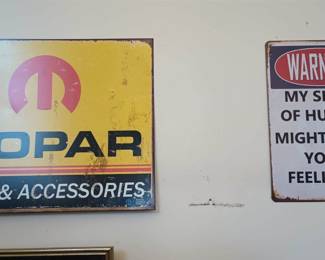 OPAR
& ACCESSORIES
WARN
MY S
OF HU
MIGHT
YO
FEEL